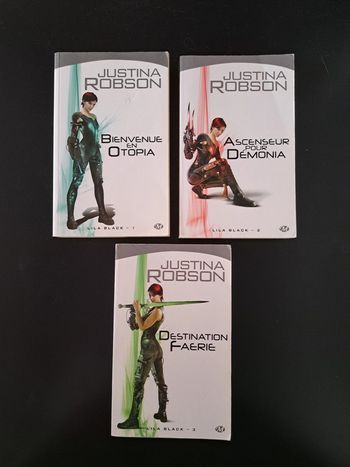 JUSTINA
ROBSON
BIENVENUE
EN
OTOPIA
LILA BLACK - 1
M
JUSTINA
ROBSON
ASCENSEUR
POUR
DÉMONIA
LILA BLACK - 2
M
JUSTINA
ROBSON
DESTINATION
FAERIE
LILA BLACK - 3
M